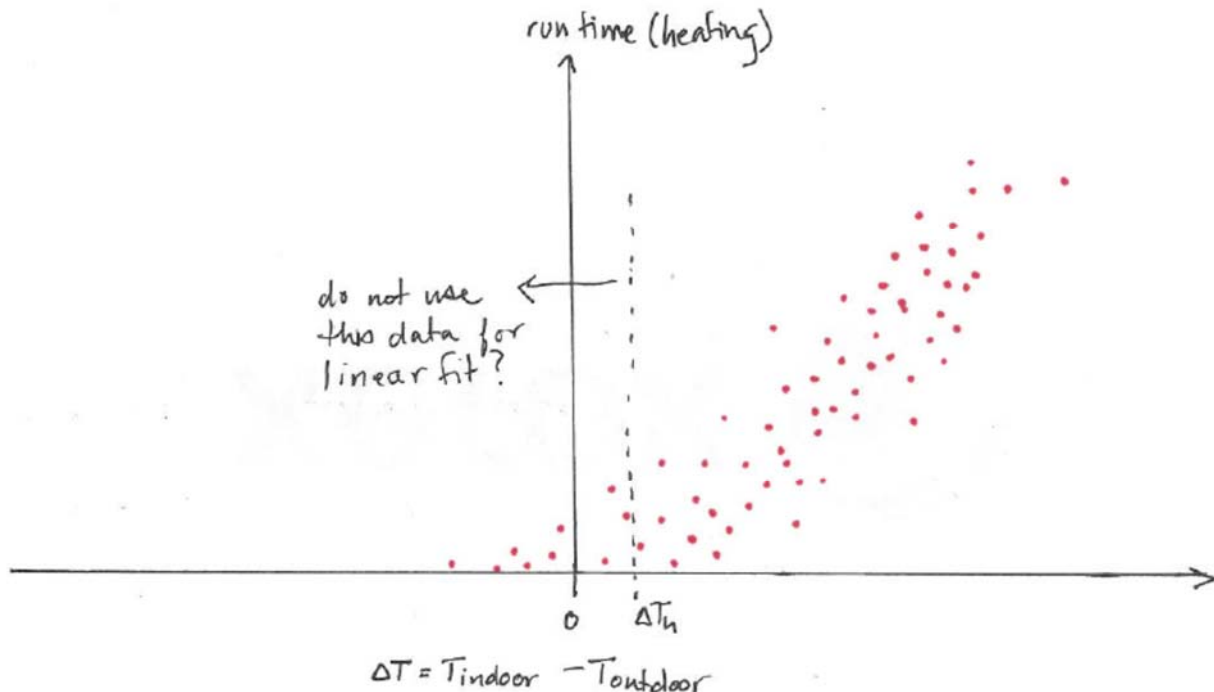 run time (heating)
do not use
this data for
linear fit?
0
ΔTh
ΔT = Tindoor - Toutdoor